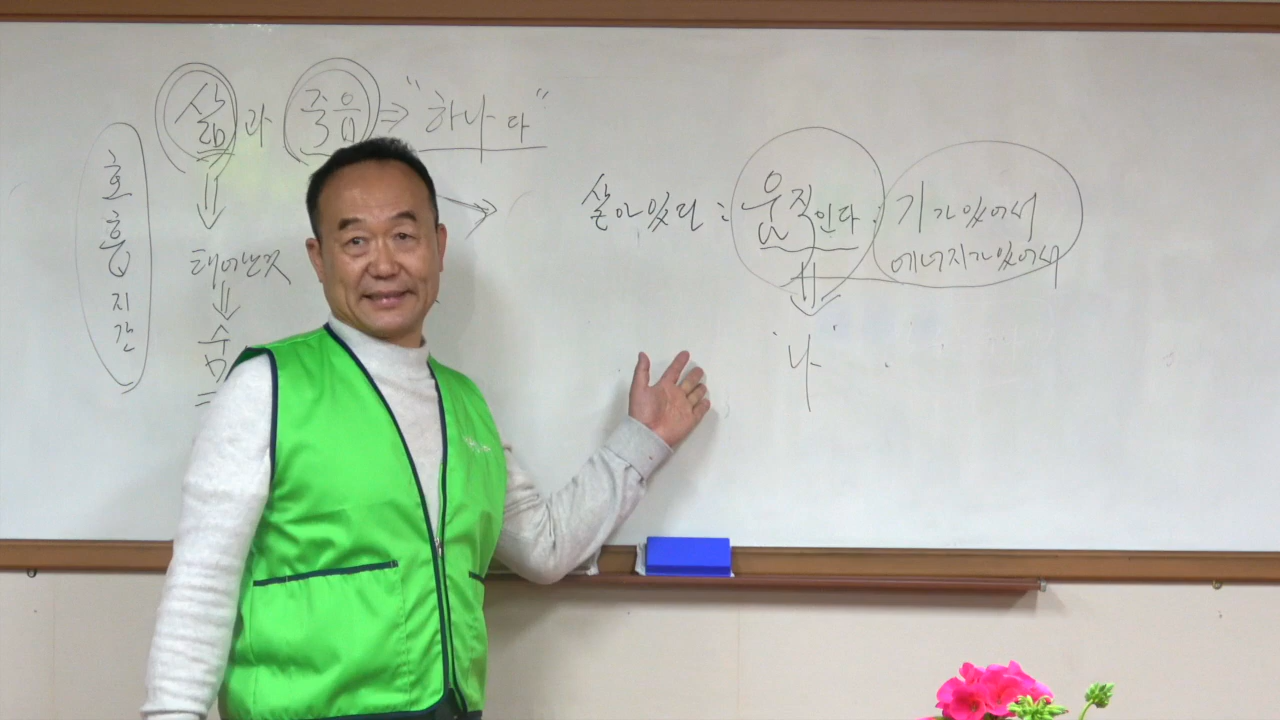 삶과 죽음 ⇒ "하나다"
호흡지간
태어난것
숨
살아있다 : 움직인다 : 기가있어서
에너지가있어서
"나"